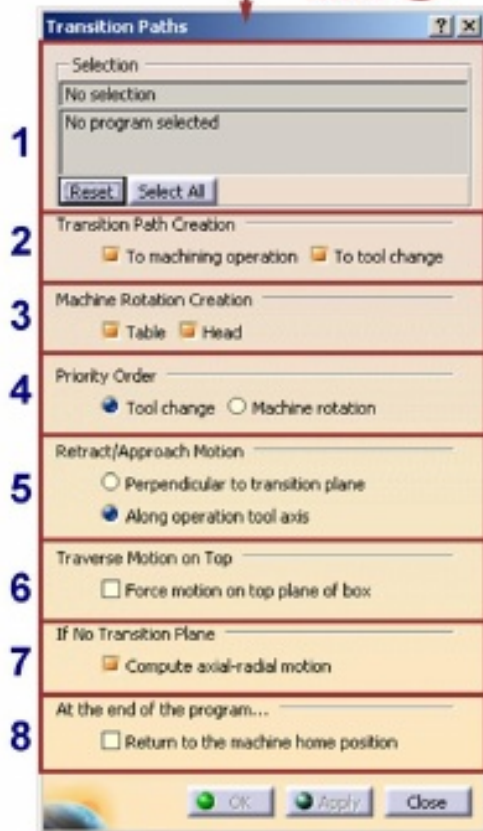 Transition Paths ? ×
Selection
No selection
No program selected
1
Reset Select All
Transition Path Creation
2
To machining operation To tool change
Machine Rotation Creation
3
Table Head
Priority Order
4
Tool change Machine rotation
Retract/Approach Motion
5
Perpendicular to transition plane
Along operation tool axis
Traverse Motion on Top
6
Force motion on top plane of box
If No Transition Plane
7
Compute axial-radial motion
At the end of the program...
8
Return to the machine home position
OK Apply Close